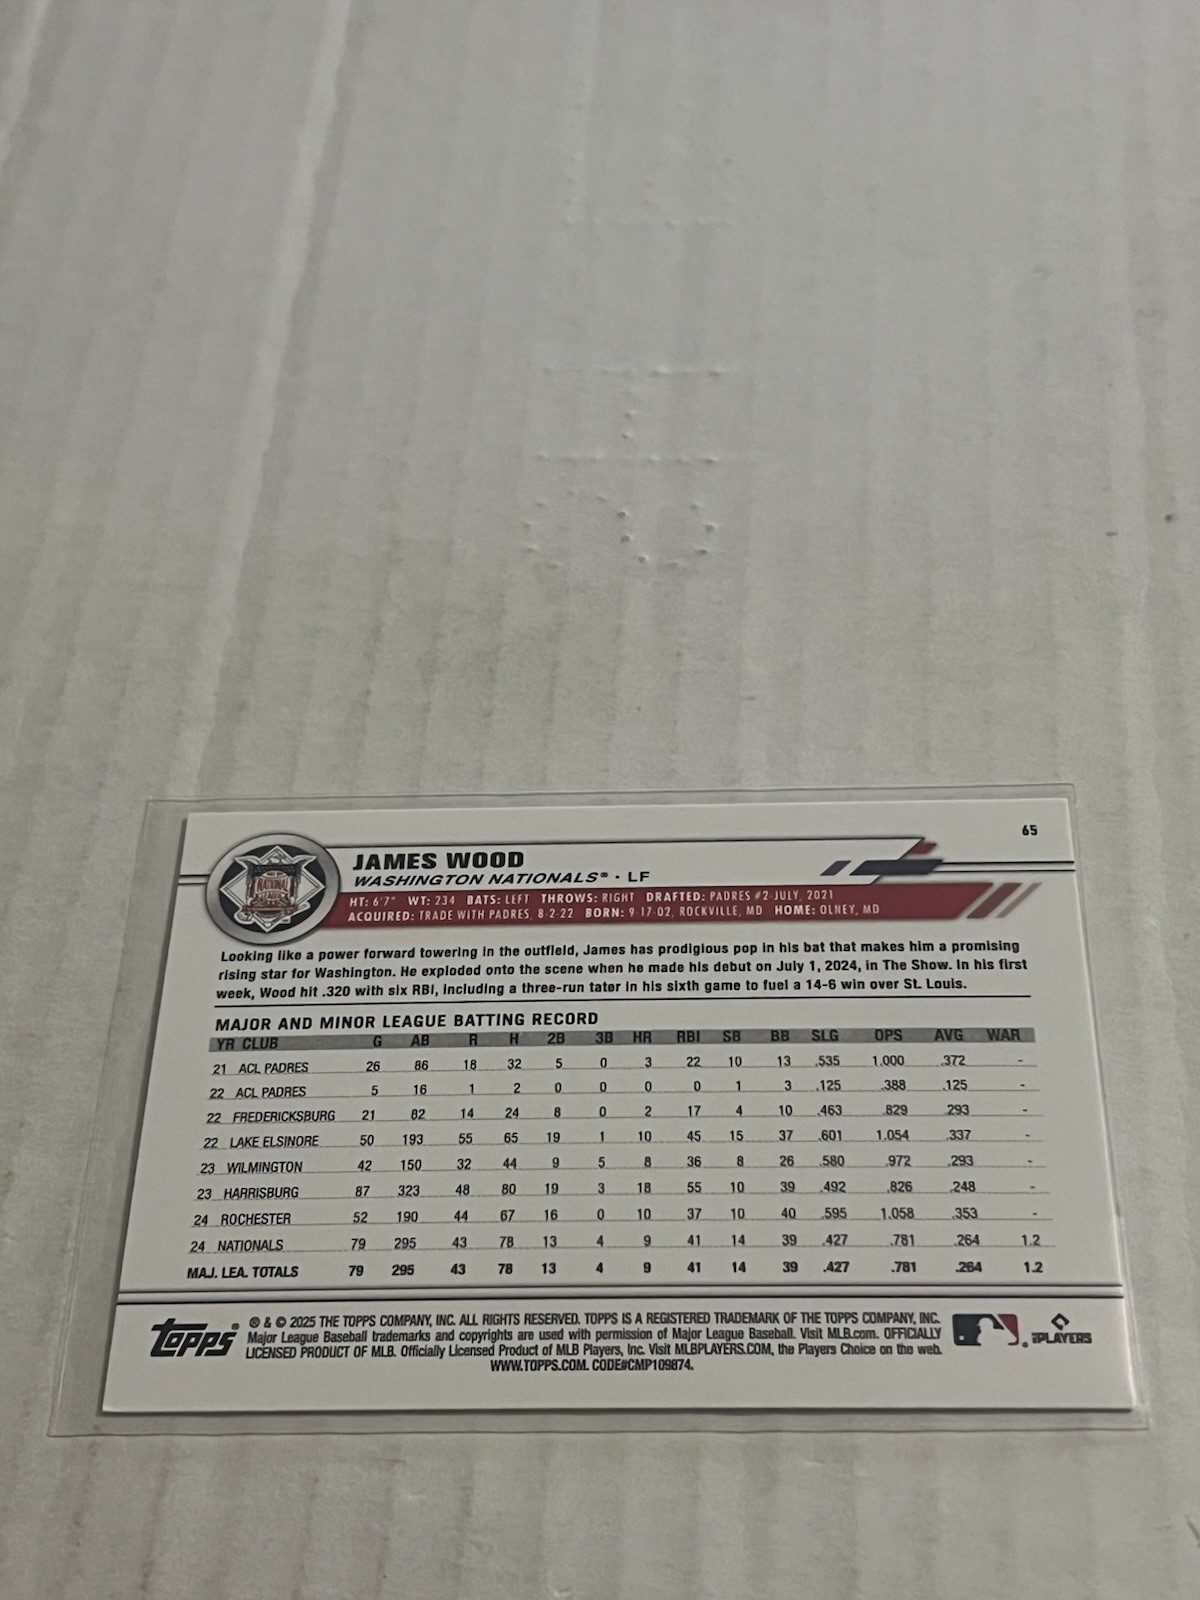 65
JAMES WOOD
WASHINGTON NATIONALS® · LF
HT: 6'7" WT: 234 BATS: LEFT THROWS: RIGHT DRAFTED: PADRES #2-JULY, 2021
ACQUIRED: TRADE WITH PADRES, 8-2-22 BORN: 9-17-02, ROCKVILLE, MD HOME: OLNEY, MD
NATIONAL
LEAGUE
Looking like a power forward towering in the outfield, James has prodigious pop in his bat that makes him a promising
rising star for Washington. He exploded onto the scene when he made his debut on July 1, 2024, in The Show. In his first
week, Wood hit .320 with six RBI, including a three-run tater in his sixth game to fuel a 14-6 win over St. Louis.
MAJOR AND MINOR LEAGUE BATTING RECORD
YR CLUB G AB R H 2B 3B HR RBI SB BB SLG OPS AVG WAR
21 ACL PADRES 26 86 18 32 5 0 3 22 10 13 .535 1.000 .372 -
22 ACL PADRES 5 16 1 2 0 0 0 0 1 3 .125 .388 .125 -
22 FREDERICKSBURG 21 82 14 24 8 0 2 17 4 10 .463 .829 .293 -
22 LAKE ELSINORE 50 193 55 65 19 1 10 45 15 37 .601 1.054 .337 -
23 WILMINGTON 42 150 32 44 9 5 8 36 8 26 .580 .972 .293 -
23 HARRISBURG 87 323 48 80 19 3 18 55 10 39 .492 .826 .248 -
24 ROCHESTER 52 190 44 67 16 0 10 37 10 40 .595 1.058 .353 -
24 NATIONALS 79 295 43 78 13 4 9 41 14 39 .427 .781 .264 1.2
MAJ. LEA. TOTALS 79 295 43 78 13 4 9 41 14 39 .427 .781 .264 1.2
Topps®
® & © 2025 THE TOPPS COMPANY, INC. ALL RIGHTS RESERVED. TOPPS IS A REGISTERED TRADEMARK OF THE TOPPS COMPANY, INC.
Major League Baseball trademarks and copyrights are used with permission of Major League Baseball. Visit MLB.com. OFFICIALLY
LICENSED PRODUCT OF MLB. Officially Licensed Product of MLB Players, Inc. Visit MLBPLAYERS.COM, the Players Choice on the web.
WWW.TOPPS.COM. CODE#CMP109874.
PLAYERS